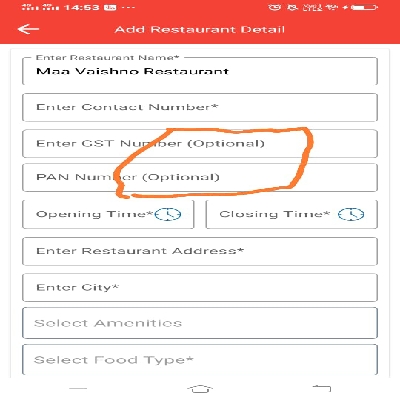 14:53
Add Restaurant Detail
Enter Restaurant Name*
Maa Vaishno Restaurant
Enter Contact Number*
Enter GST Number (Optional)
PAN Number (Optional)
Opening Time* Closing Time*
Enter Restaurant Address*
Enter City*
Select Amenities
Select Food Type*